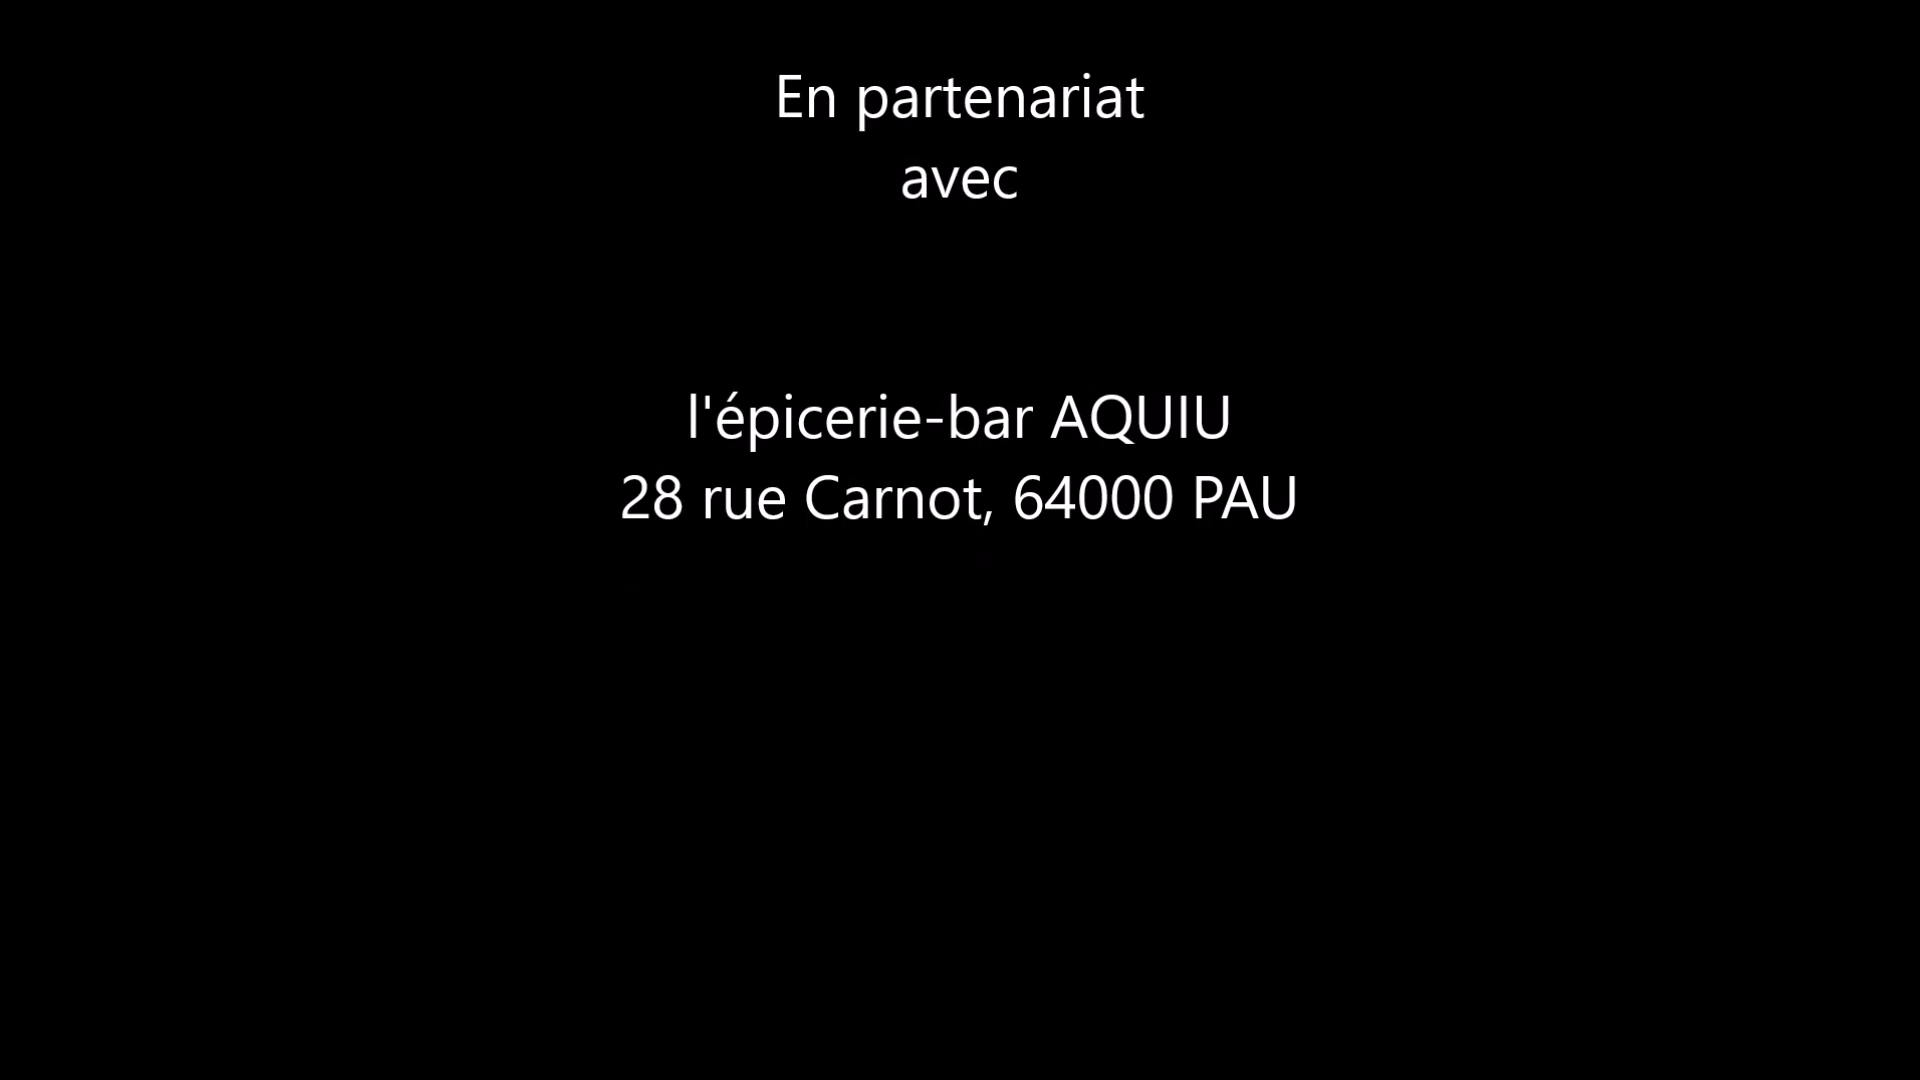 En partenariat
avec
l'épicerie-bar AQUIU
28 rue Carnot, 64000 PAU